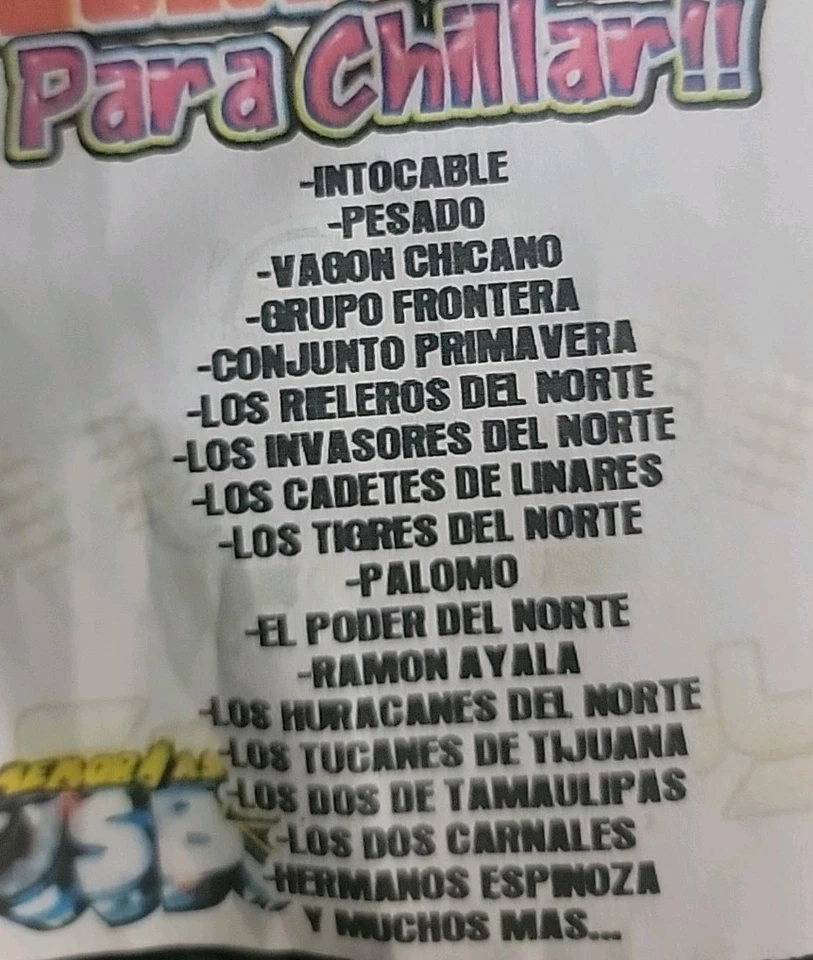 Para Chillar!!
-INTOCABLE
-PESADO
-VAGON CHICANO
-GRUPO FRONTERA
-CONJUNTO PRIMAVERA
-LOS RIELEROS DEL NORTE
-LOS INVASORES DEL NORTE
-LOS CADETES DE LINARES
-LOS TIGRES DEL NORTE
-PALOMO
-EL PODER DEL NORTE
-RAMON AYALA
-LOS HURACANES DEL NORTE
-LOS TUCANES DE TIJUANA
-LOS DOS DE TAMAULIPAS
-LOS DOS CARNALES
-HERMANOS ESPINOZA
Y MUCHOS MAS...
USB